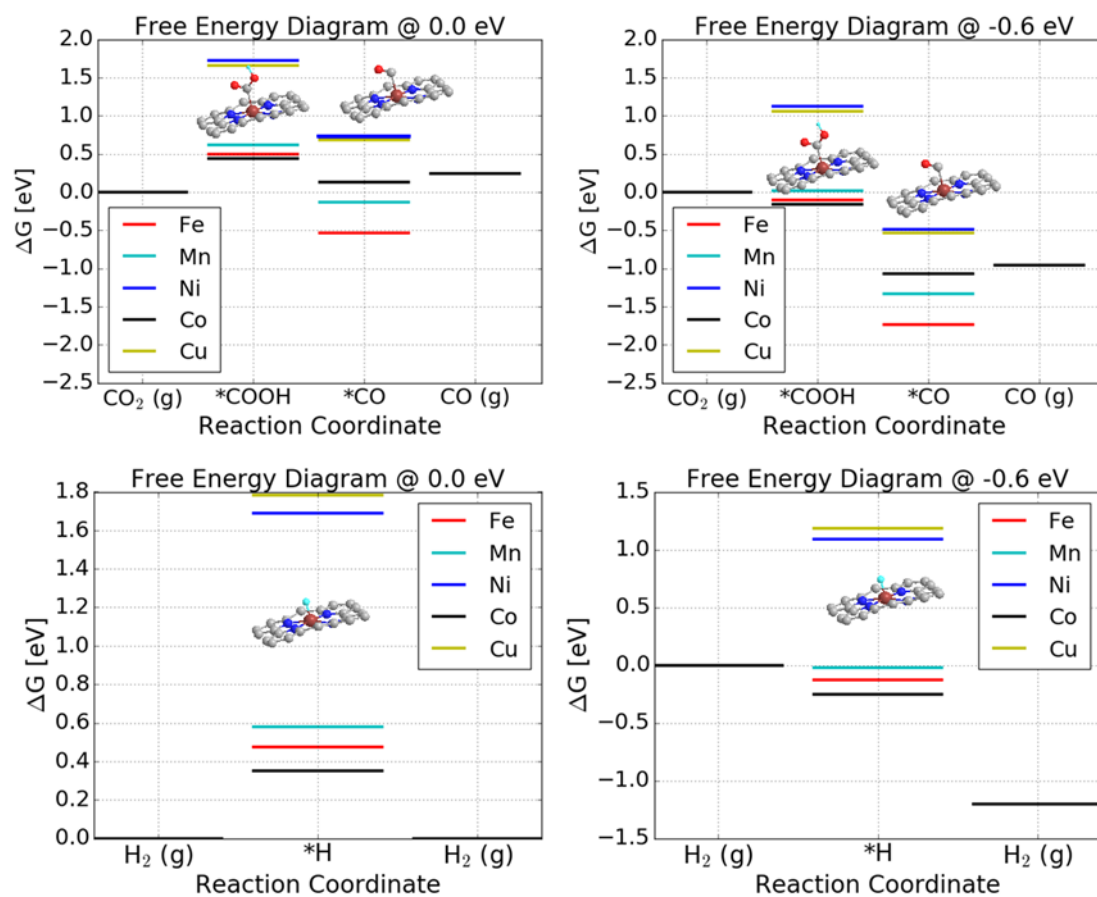 Free Energy Diagram @ 0.0 eV
2.0
1.5
1.0
0.5
0.0
−0.5
−1.0
−1.5
−2.0
−2.5
ΔG [eV]
Fe
Mn
Ni
Co
Cu
CO₂ (g)
*COOH
*CO
CO (g)
Reaction Coordinate
Free Energy Diagram @ -0.6 eV
2.0
1.5
1.0
0.5
0.0
−0.5
−1.0
−1.5
−2.0
−2.5
ΔG [eV]
Fe
Mn
Ni
Co
Cu
CO₂ (g)
*COOH
*CO
CO (g)
Reaction Coordinate
Free Energy Diagram @ 0.0 eV
1.8
1.6
1.4
1.2
1.0
0.8
0.6
0.4
0.2
0.0
ΔG [eV]
Fe
Mn
Ni
Co
Cu
H₂ (g)
*H
H₂ (g)
Reaction Coordinate
Free Energy Diagram @ -0.6 eV
1.5
1.0
0.5
0.0
−0.5
−1.0
−1.5
ΔG [eV]
Fe
Mn
Ni
Co
Cu
H₂ (g)
*H
H₂ (g)
Reaction Coordinate